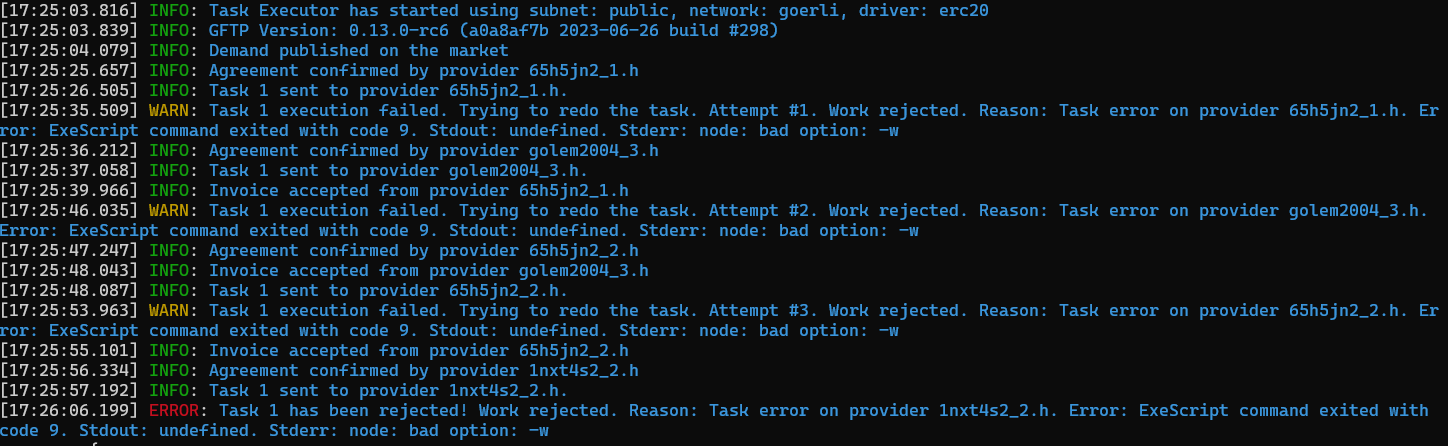 [17:25:03.816] INFO: Task Executor has started using subnet: public, network: goerli, driver: erc20
[17:25:03.839] INFO: GFTP Version: 0.13.0-rc6 (a0a8af7b 2023-06-26 build #298)
[17:25:04.079] INFO: Demand published on the market
[17:25:25.657] INFO: Agreement confirmed by provider 65h5jn2_1.h
[17:25:26.505] INFO: Task 1 sent to provider 65h5jn2_1.h.
[17:25:35.509] WARN: Task 1 execution failed. Trying to redo the task. Attempt #1. Work rejected. Reason: Task error on provider 65h5jn2_1.h. Er
ror: ExeScript command exited with code 9. Stdout: undefined. Stderr: node: bad option: -w
[17:25:36.212] INFO: Agreement confirmed by provider golem2004_3.h
[17:25:37.058] INFO: Task 1 sent to provider golem2004_3.h.
[17:25:39.966] INFO: Invoice accepted from provider 65h5jn2_1.h
[17:25:46.035] WARN: Task 1 execution failed. Trying to redo the task. Attempt #2. Work rejected. Reason: Task error on provider golem2004_3.h.
Error: ExeScript command exited with code 9. Stdout: undefined. Stderr: node: bad option: -w
[17:25:47.247] INFO: Agreement confirmed by provider 65h5jn2_2.h
[17:25:48.043] INFO: Invoice accepted from provider golem2004_3.h
[17:25:48.087] INFO: Task 1 sent to provider 65h5jn2_2.h.
[17:25:53.963] WARN: Task 1 execution failed. Trying to redo the task. Attempt #3. Work rejected. Reason: Task error on provider 65h5jn2_2.h. Er
ror: ExeScript command exited with code 9. Stdout: undefined. Stderr: node: bad option: -w
[17:25:55.101] INFO: Invoice accepted from provider 65h5jn2_2.h
[17:25:56.334] INFO: Agreement confirmed by provider 1nxt4s2_2.h
[17:25:57.192] INFO: Task 1 sent to provider 1nxt4s2_2.h.
[17:26:06.199] ERROR: Task 1 has been rejected! Work rejected. Reason: Task error on provider 1nxt4s2_2.h. Error: ExeScript command exited with
code 9. Stdout: undefined. Stderr: node: bad option: -w